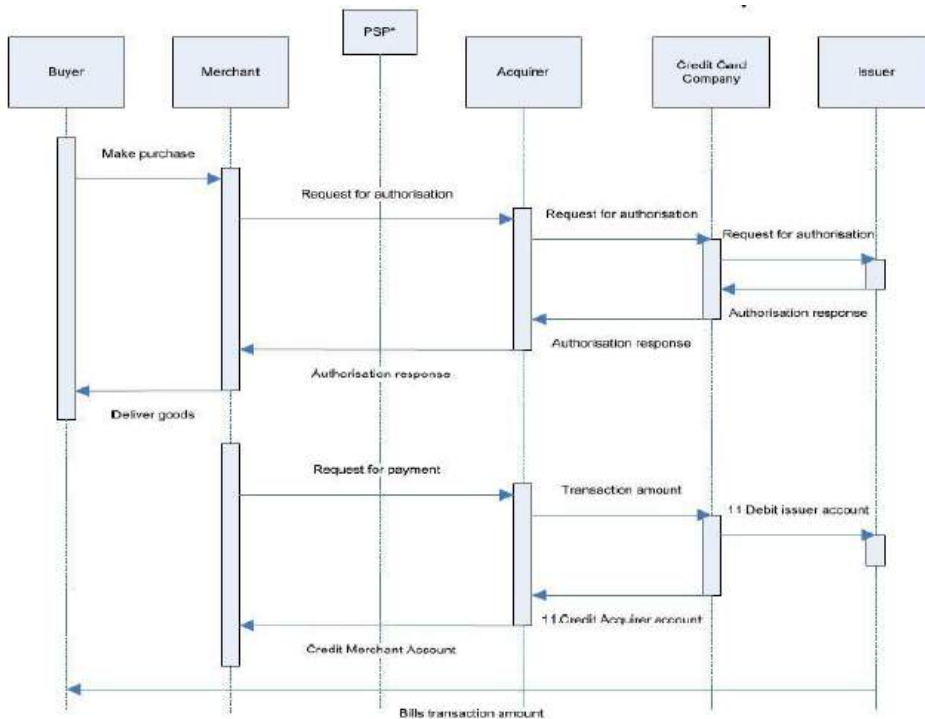 PSP*
Buyer
Merchant
Acquirer
Credit Card
Company
Issuer
Make purchase
Request for authorisation
Request for authorisation
Request for authorisation
Authorisation response
Authorisation response
Authorisation response
Deliver goods
Request for payment
Transaction amount
11 Debit issuer account
11 Credit Acquirer account
Credit Merchant Account
Bills transaction amount